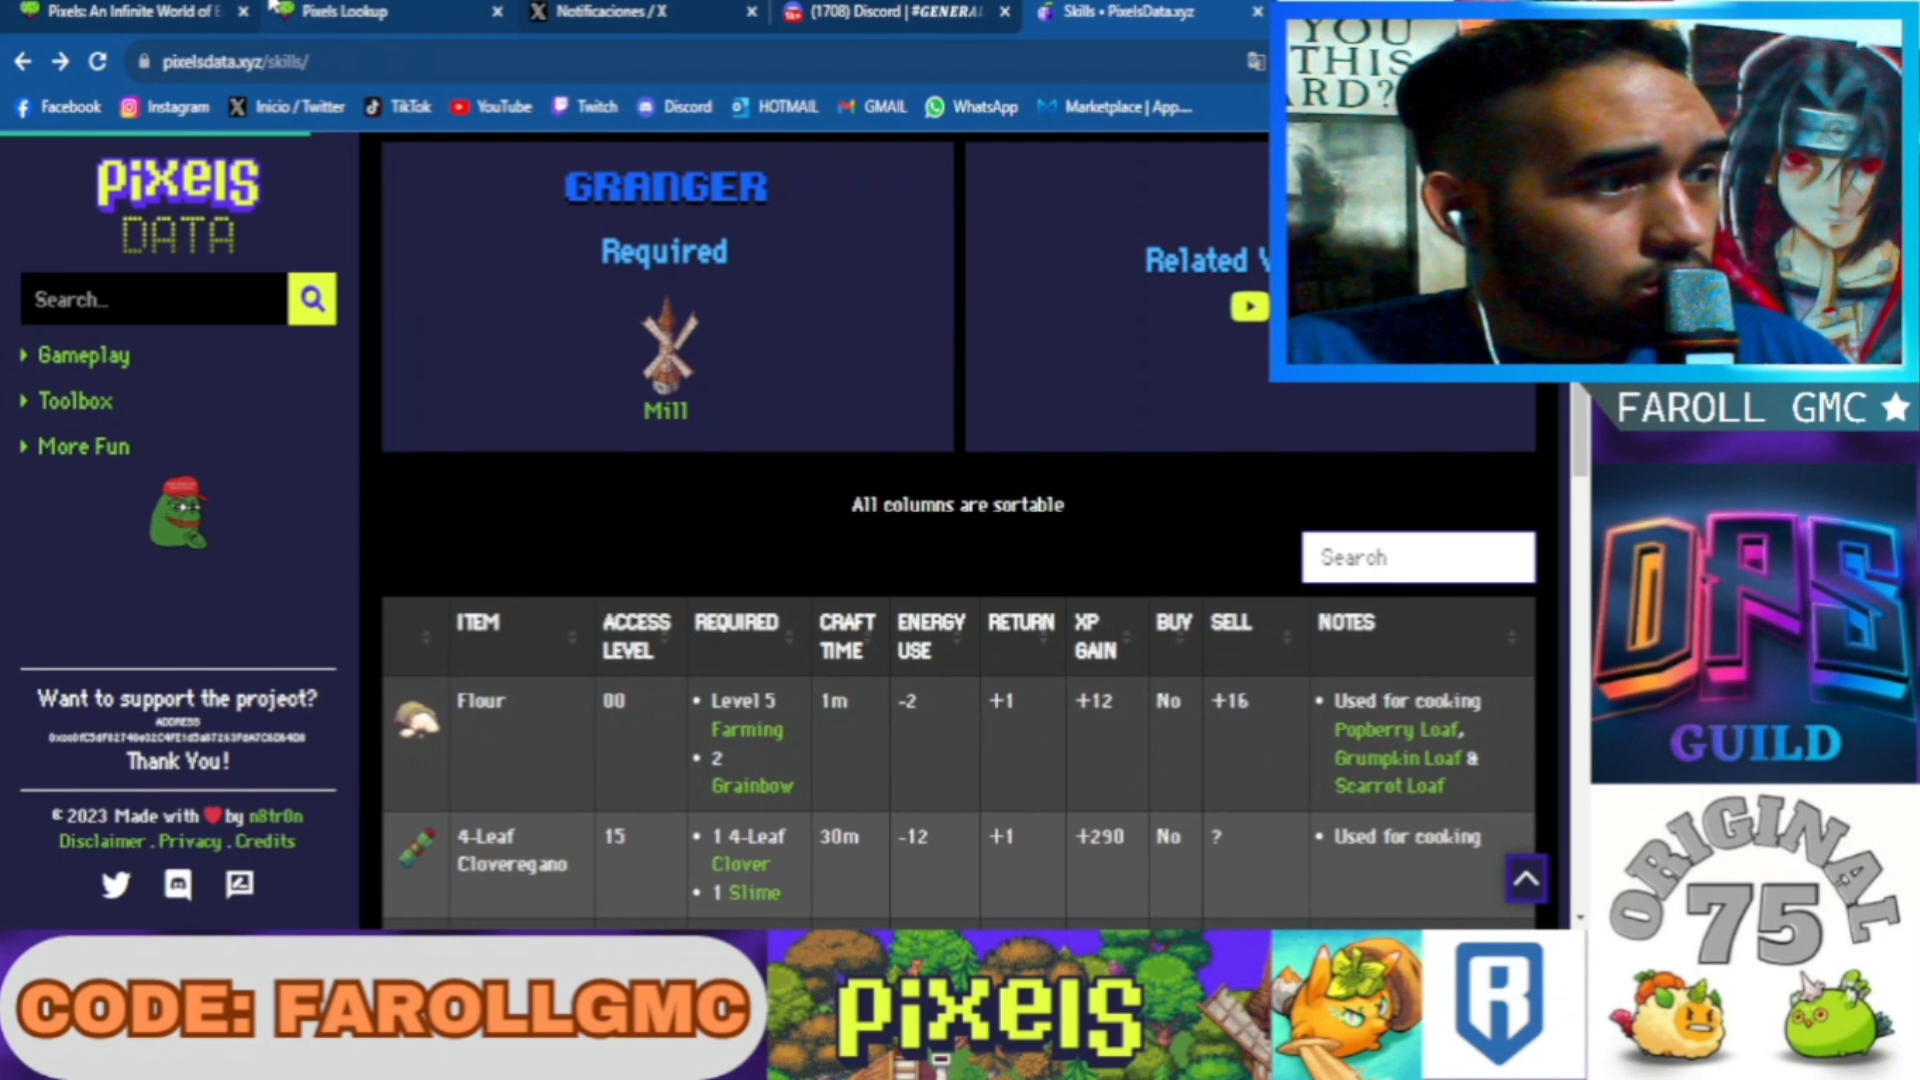 Pixels: An Infinite World of E
Pixels Lookup
Notificaciones / X
(1708) Discord | #GENERAL
Skills • PixelsData.xyz
pixelsdata.xyz/skills/
Facebook
Instagram
Inicio / Twitter
TikTok
YouTube
Twitch
Discord
HOTMAIL
GMAIL
WhatsApp
Marketplace | App....
YOU
THIS
ARD?
pixels
DATA
Search...
Gameplay
Toolbox
More Fun
Want to support the project?
ADDRESS
Thank You!
© 2023 Made with ❤ by n8tr0n
Disclaimer . Privacy . Credits
GRANGER
Required
Mill
Related V
All columns are sortable
Search
ITEM ACCESS LEVEL REQUIRED CRAFT TIME ENERGY USE RETURN XP GAIN BUY SELL NOTES
Flour 00 • Level 5 Farming • 2 Grainbow 1m -2 +1 +12 No +16 • Used for cooking Popberry Loaf, Grumpkin Loaf & Scarrot Loaf
4-Leaf Cloveregano 15 • 1 4-Leaf Clover • 1 Slime 30m -12 +1 +290 No ? • Used for cooking
FAROLL GMC
OPS
GUILD
ORIGINAL
75
CODE: FAROLLGMC
pixels
R